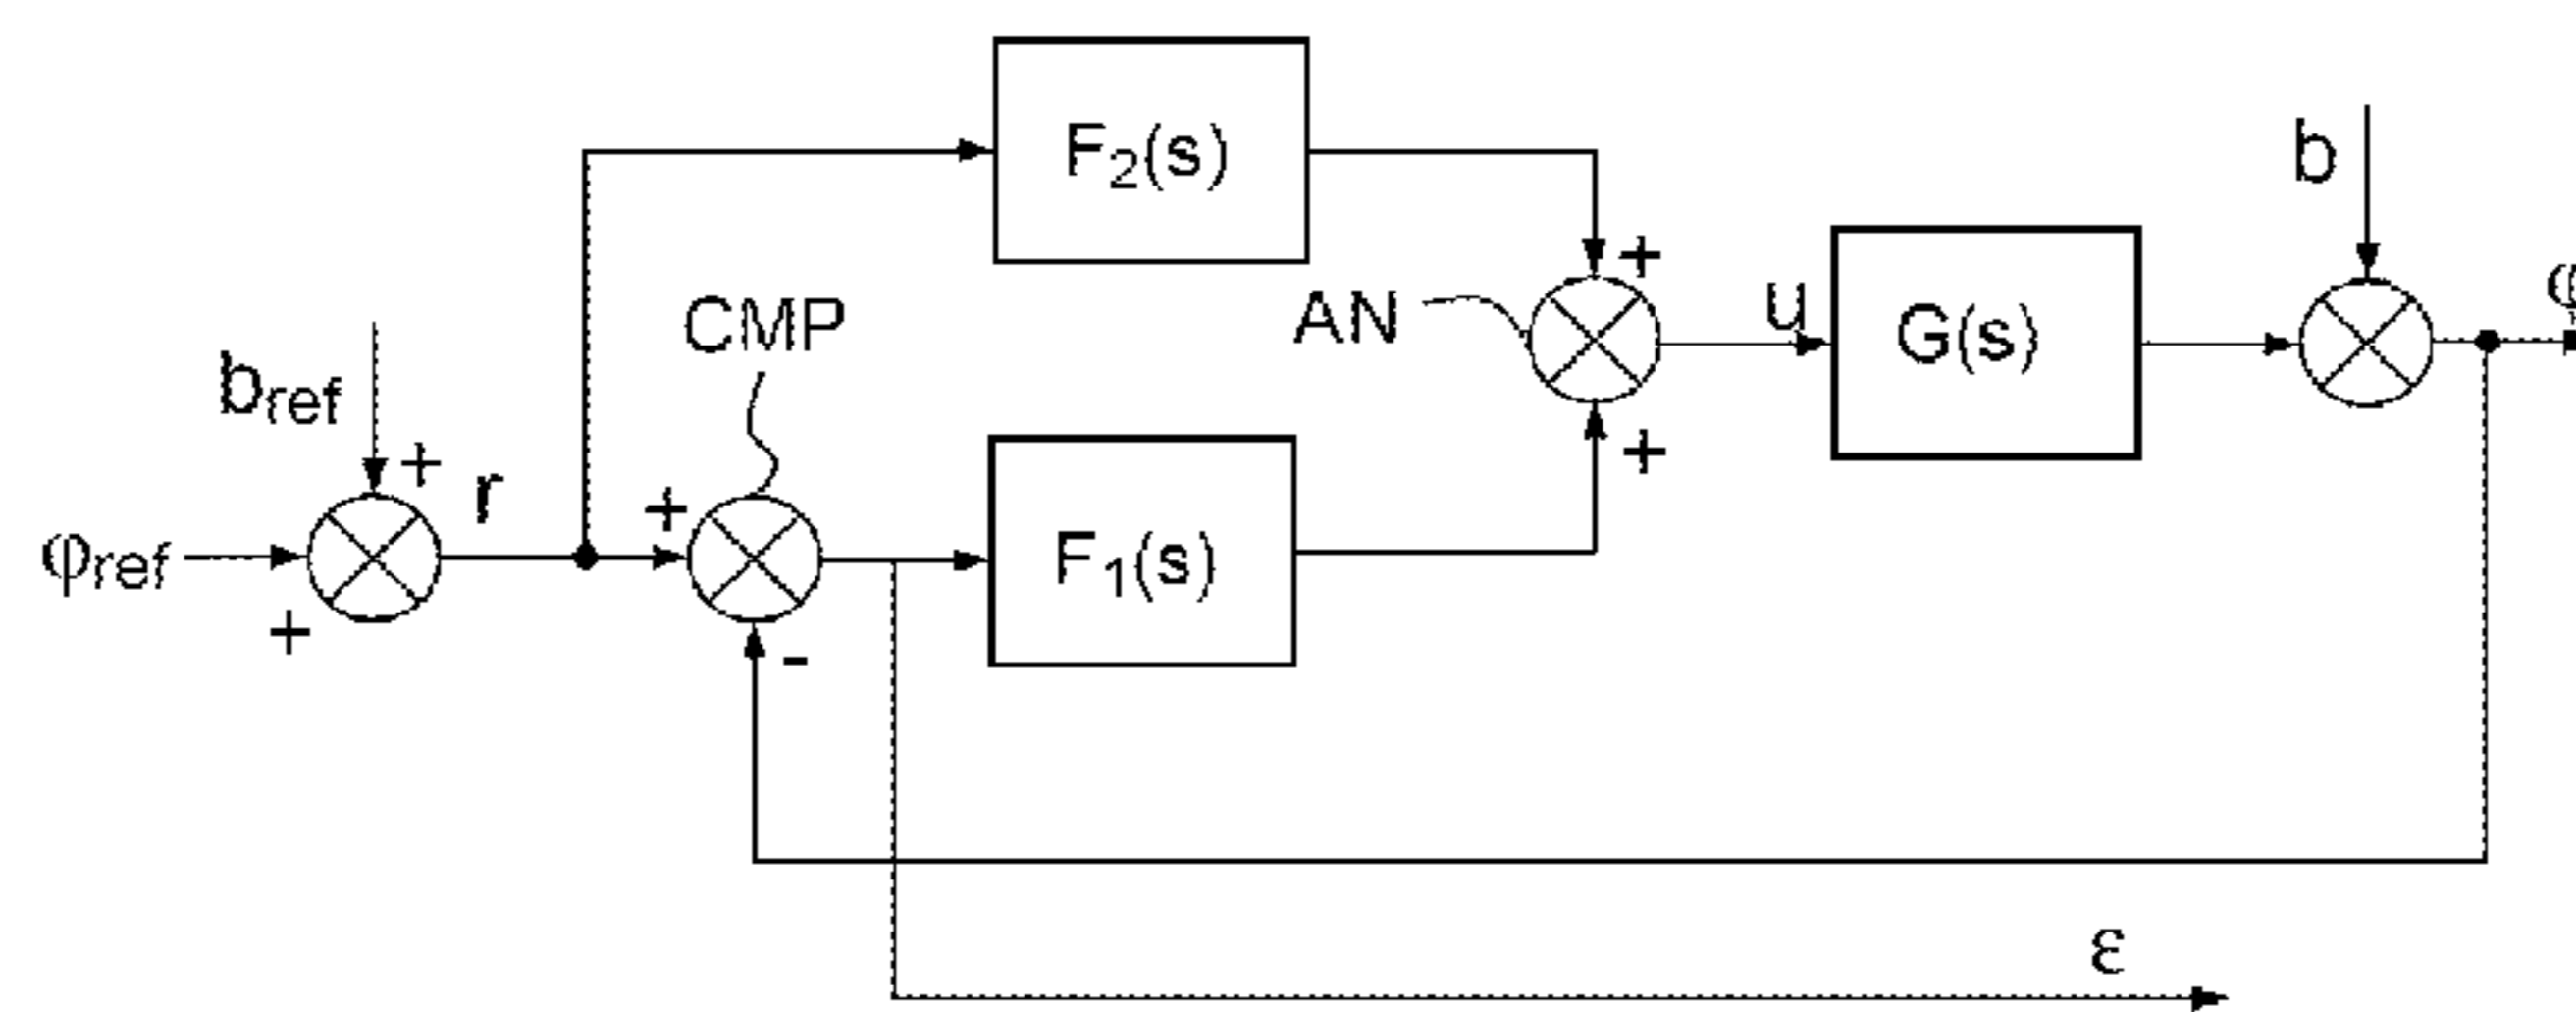 F₂(s)
b
+
CMP
AN
u
G(s)
b_ref
+
r
+
+
φ_ref
F₁(s)
+
-
ε